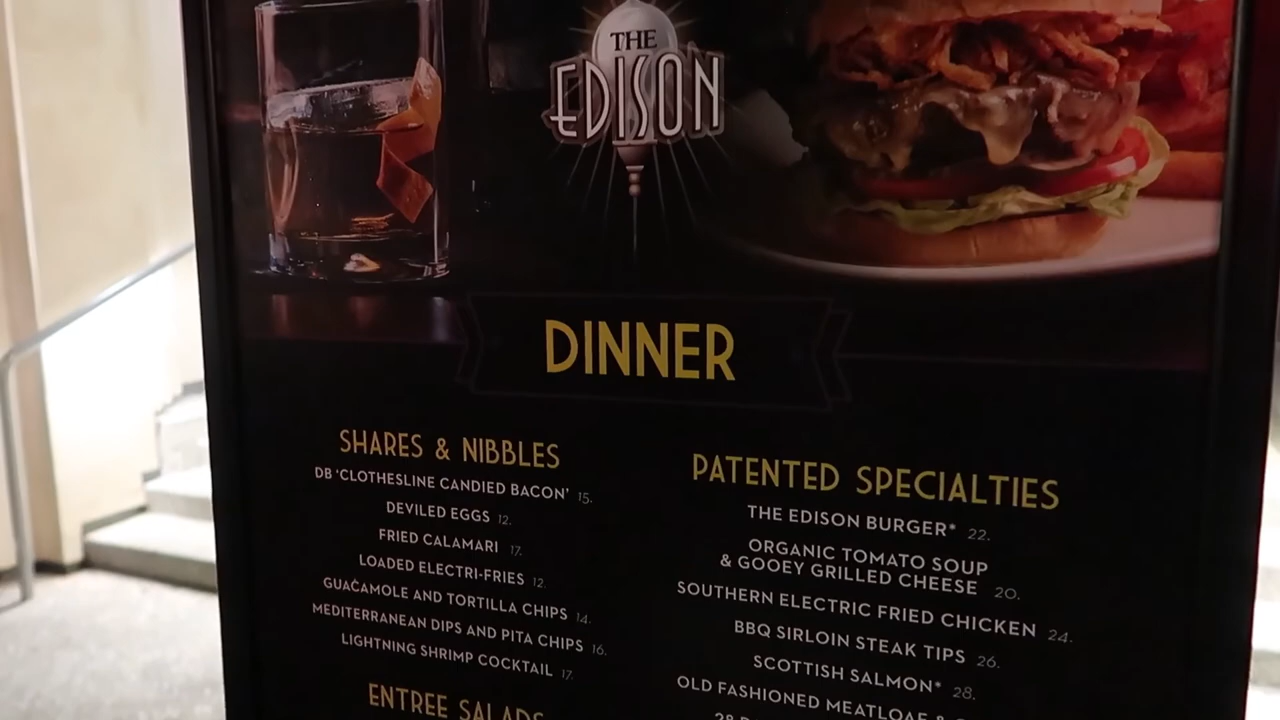 THE
EDISON
DINNER
SHARES & NIBBLES
DB 'CLOTHESLINE CANDIED BACON' 15.
DEVILED EGGS 12.
FRIED CALAMARI 17.
LOADED ELECTRI-FRIES 12.
GUACAMOLE AND TORTILLA CHIPS 14.
MEDITERRANEAN DIPS AND PITA CHIPS 16.
LIGHTNING SHRIMP COCKTAIL 17.
ENTREE SALADS
PATENTED SPECIALTIES
THE EDISON BURGER* 22.
ORGANIC TOMATO SOUP
& GOOEY GRILLED CHEESE 20.
SOUTHERN ELECTRIC FRIED CHICKEN 24.
BBQ SIRLOIN STEAK TIPS 26.
SCOTTISH SALMON* 28.
OLD FASHIONED MEATLOAF &